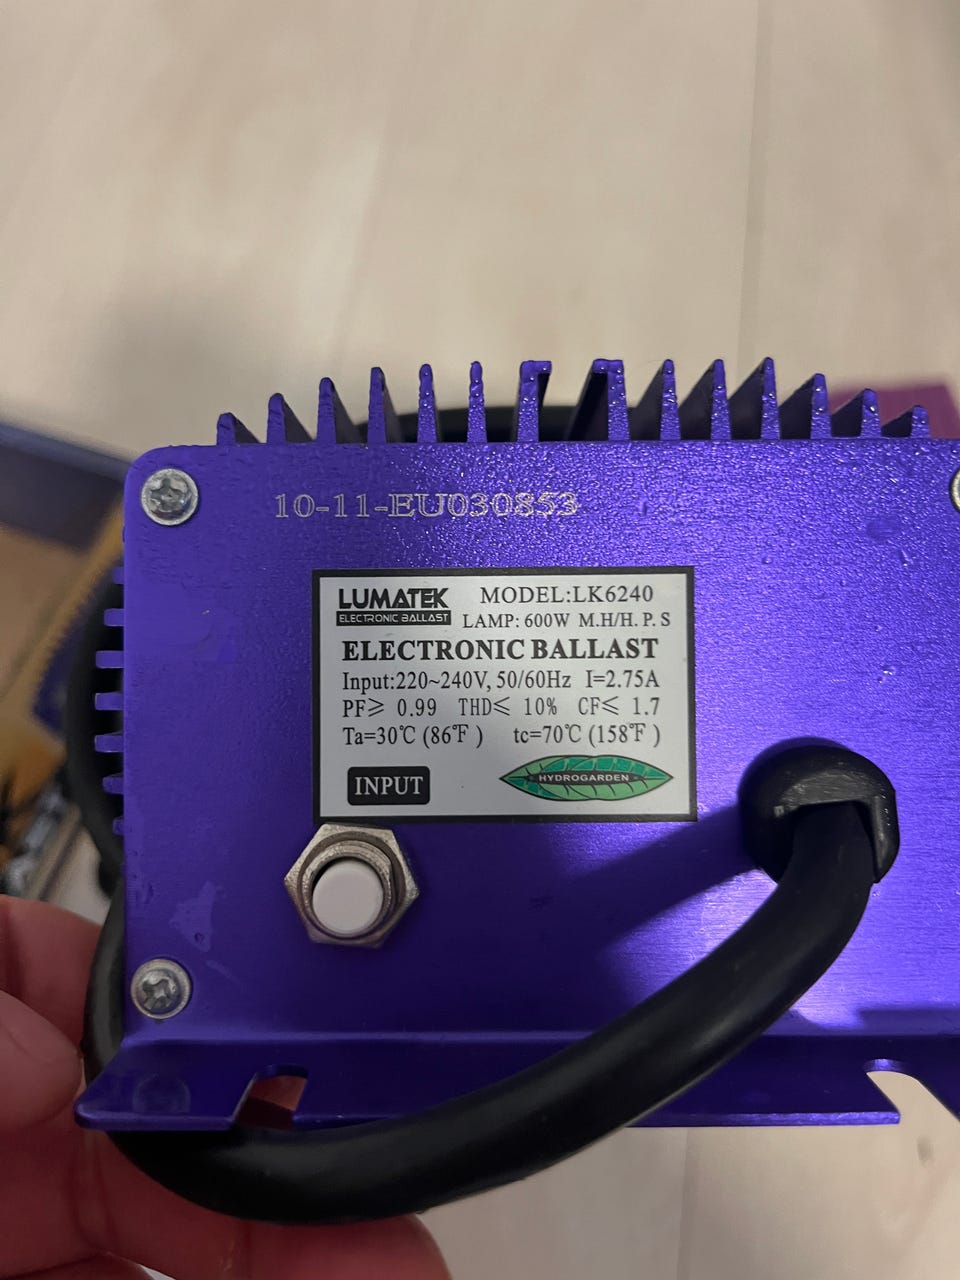 10-11-EU030853
LUMATEK
ELECTRONIC BALLAST
MODEL:LK6240
LAMP: 600W M.H/H.P.S
ELECTRONIC BALLAST
Input:220~240V, 50/60Hz I=2.75A
PF≥ 0.99 THD≤ 10% CF≤ 1.7
Ta=30℃ (86℉ ) tc=70℃ (158℉ )
INPUT
HYDROGARDEN